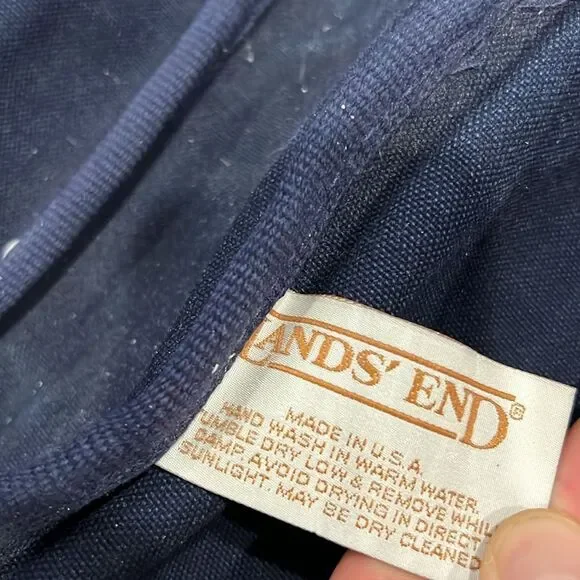 LANDS' END®
MADE IN U.S.A.
HAND WASH IN WARM WATER.
TUMBLE DRY LOW & REMOVE WHILE
DAMP. AVOID DRYING IN DIRECT
SUNLIGHT. MAY BE DRY CLEANED